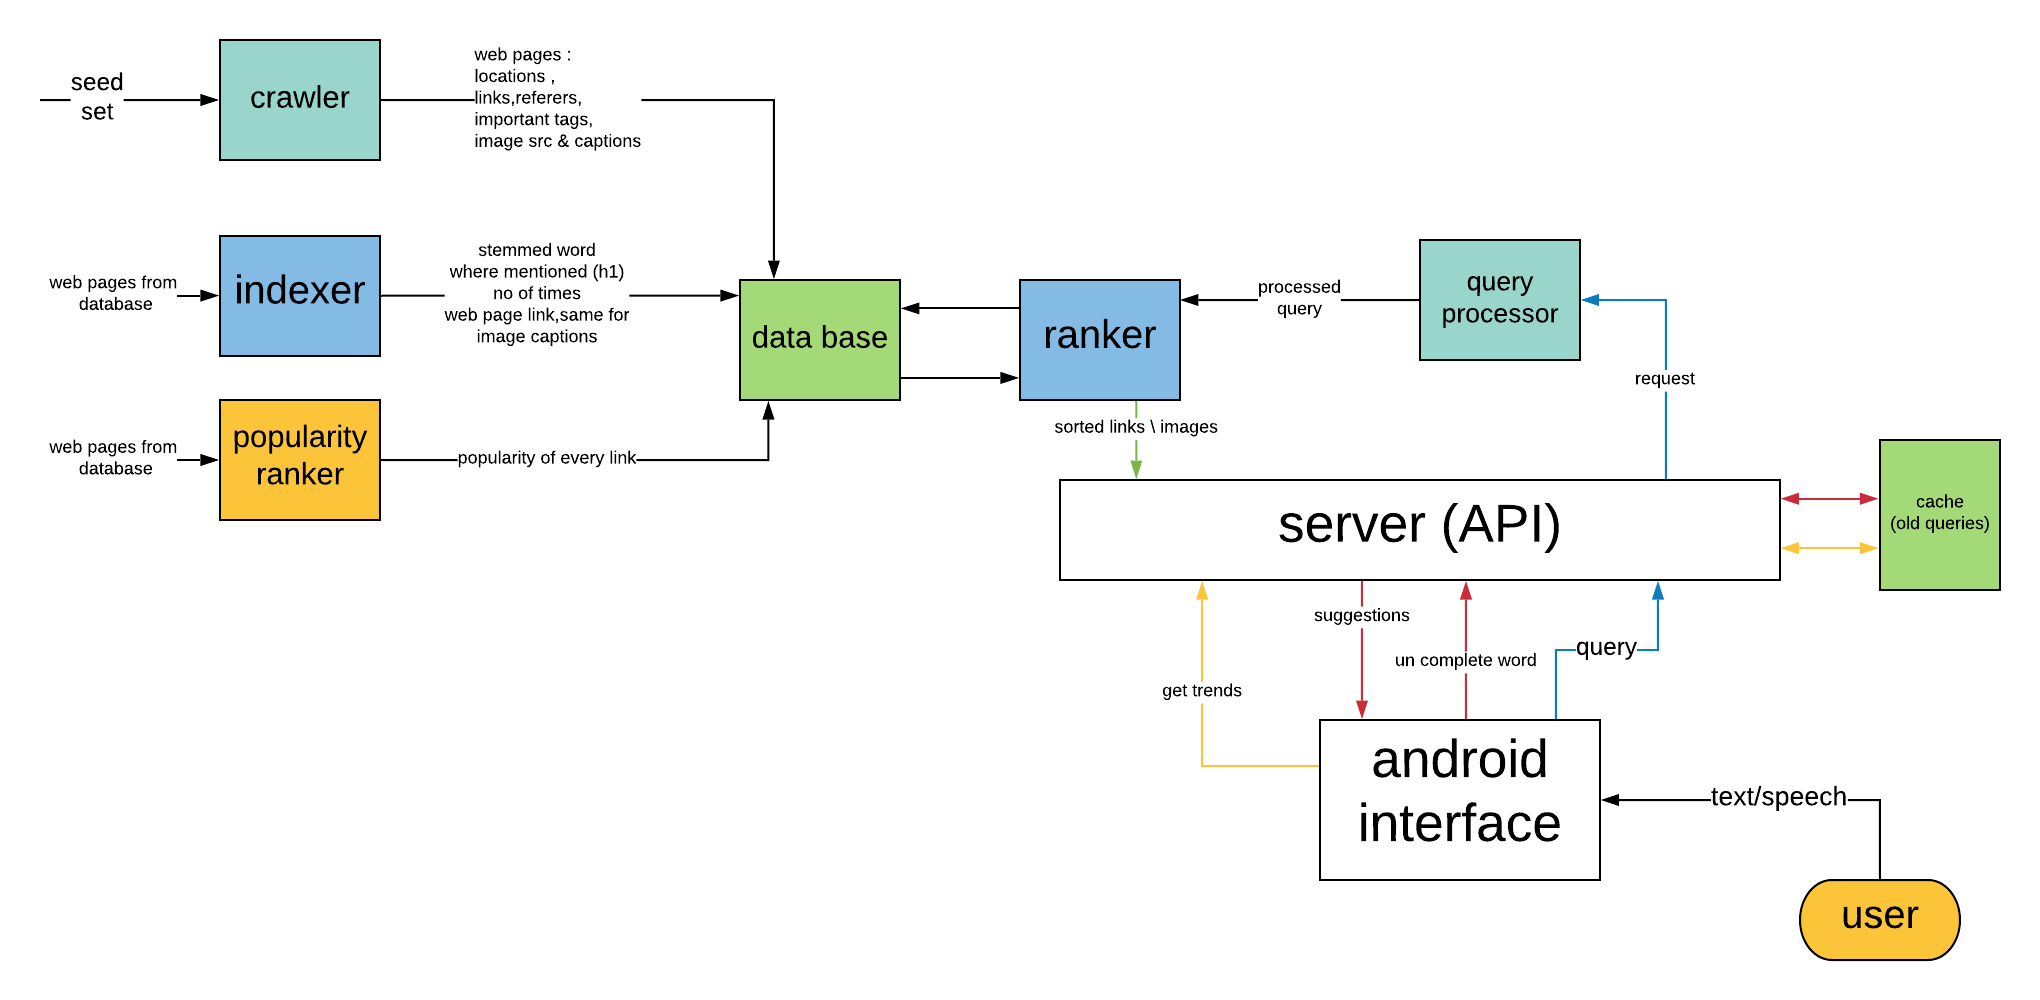 seed
set
crawler
web pages :
locations ,
links,referers,
important tags,
image src & captions
web pages from
database
indexer
stemmed word
where mentioned (h1)
no of times
web page link,same for
image captions
web pages from
database
popularity
ranker
popularity of every link
data base
ranker
processed
query
query
processor
request
sorted links \ images
server (API)
cache
(old queries)
suggestions
un complete word
query
get trends
android
interface
text/speech
user